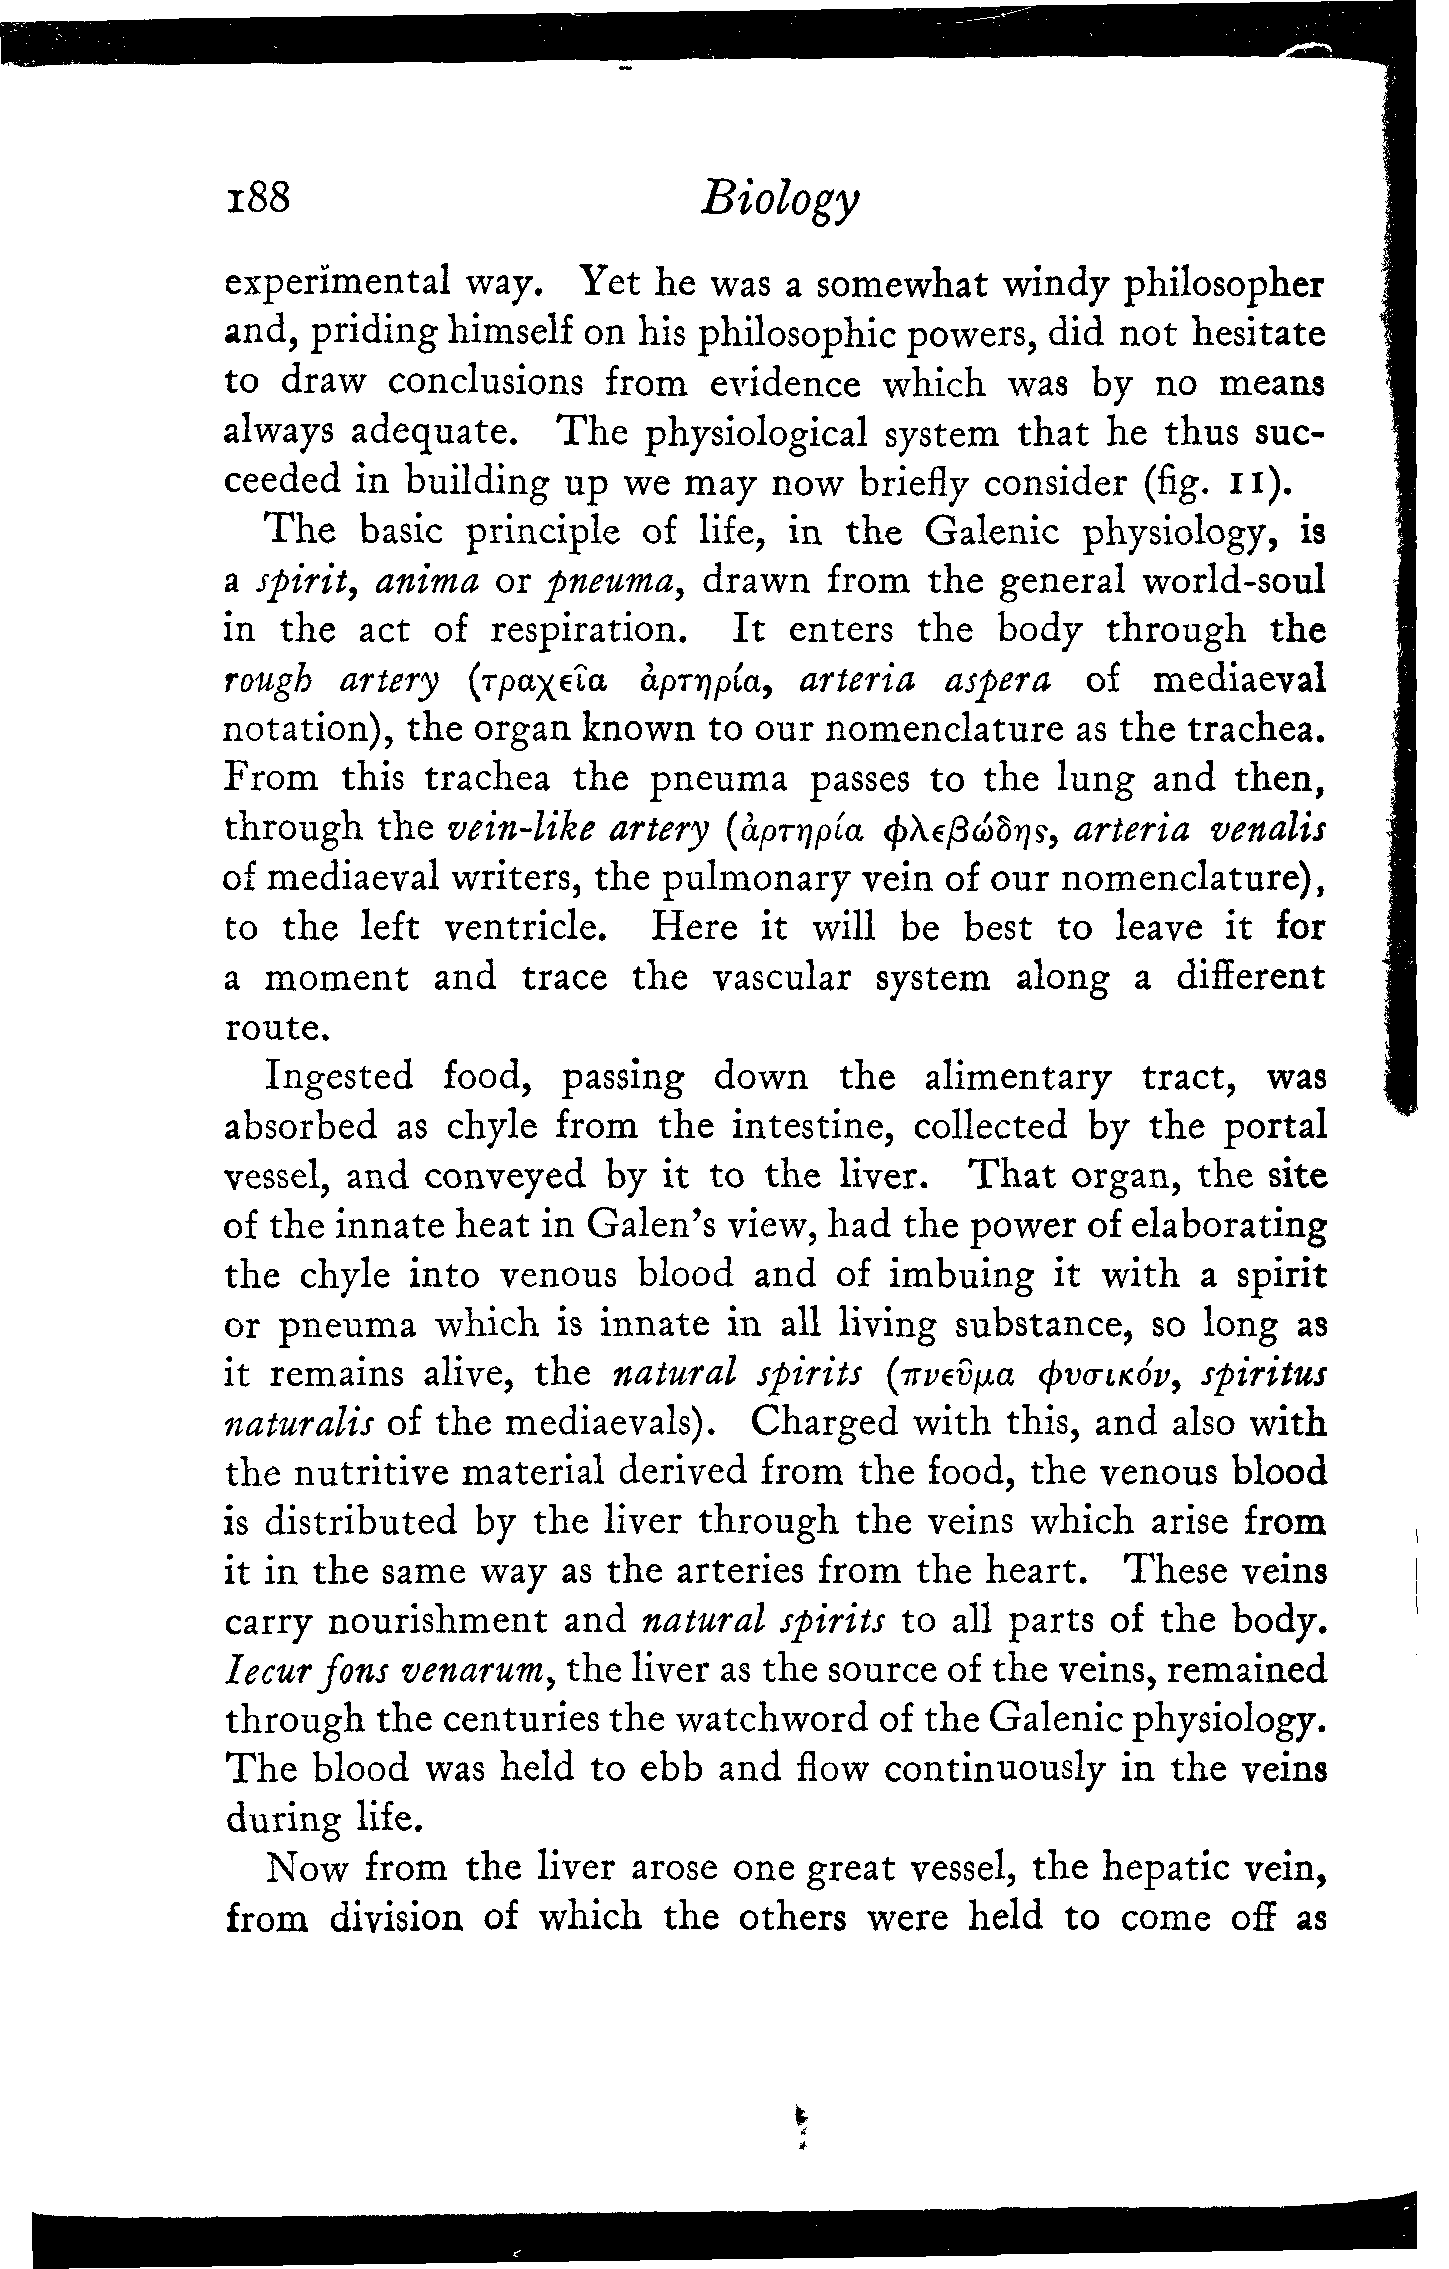 188 Biology
experimental way. Yet he was a somewhat windy philosopher
and, priding himself on his philosophic powers, did not hesitate
to draw conclusions from evidence which was by no means
always adequate. The physiological system that he thus suc-
ceeded in building up we may now briefly consider (fig. 11).
The basic principle of life, in the Galenic physiology, is
a spirit, anima or pneuma, drawn from the general world-soul
in the act of respiration. It enters the body through the
rough artery (τραχεῖα ἀρτηρία, arteria aspera of mediaeval
notation), the organ known to our nomenclature as the trachea.
From this trachea the pneuma passes to the lung and then,
through the vein-like artery (ἀρτηρία φλεβώδης, arteria venalis
of mediaeval writers, the pulmonary vein of our nomenclature),
to the left ventricle. Here it will be best to leave it for
a moment and trace the vascular system along a different
route.
Ingested food, passing down the alimentary tract, was
absorbed as chyle from the intestine, collected by the portal
vessel, and conveyed by it to the liver. That organ, the site
of the innate heat in Galen's view, had the power of elaborating
the chyle into venous blood and of imbuing it with a spirit
or pneuma which is innate in all living substance, so long as
it remains alive, the natural spirits (πνεῦμα φυσικόν, spiritus
naturalis of the mediaevals). Charged with this, and also with
the nutritive material derived from the food, the venous blood
is distributed by the liver through the veins which arise from
it in the same way as the arteries from the heart. These veins
carry nourishment and natural spirits to all parts of the body.
Iecur fons venarum, the liver as the source of the veins, remained
through the centuries the watchword of the Galenic physiology.
The blood was held to ebb and flow continuously in the veins
during life.
Now from the liver arose one great vessel, the hepatic vein,
from division of which the others were held to come off as